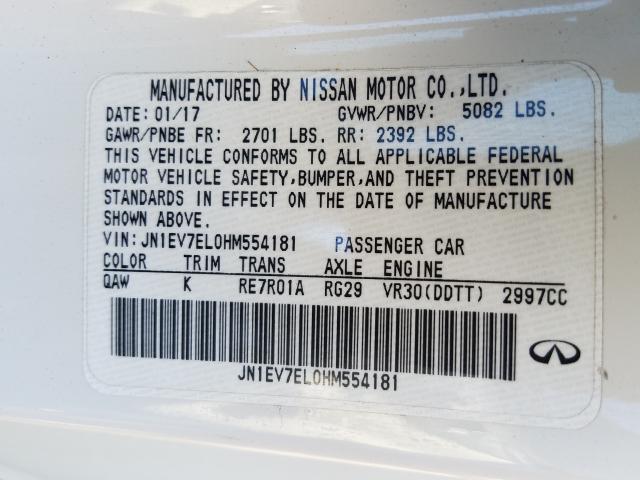 MANUFACTURED BY NISSAN MOTOR CO.,LTD.
DATE: 01/17 GVWR/PNBV: 5082 LBS.
GAWR/PNBE FR: 2701 LBS. RR: 2392 LBS.
THIS VEHICLE CONFORMS TO ALL APPLICABLE FEDERAL
MOTOR VEHICLE SAFETY,BUMPER,AND THEFT PREVENTION
STANDARDS IN EFFECT ON THE DATE OF MANUFACTURE
SHOWN ABOVE.
VIN:JN1EV7EL0HM554181 PASSENGER CAR
COLOR TRIM TRANS AXLE ENGINE
QAW K RE7R01A RG29 VR30(DDTT) 2997CC
JN1EV7EL0HM554181